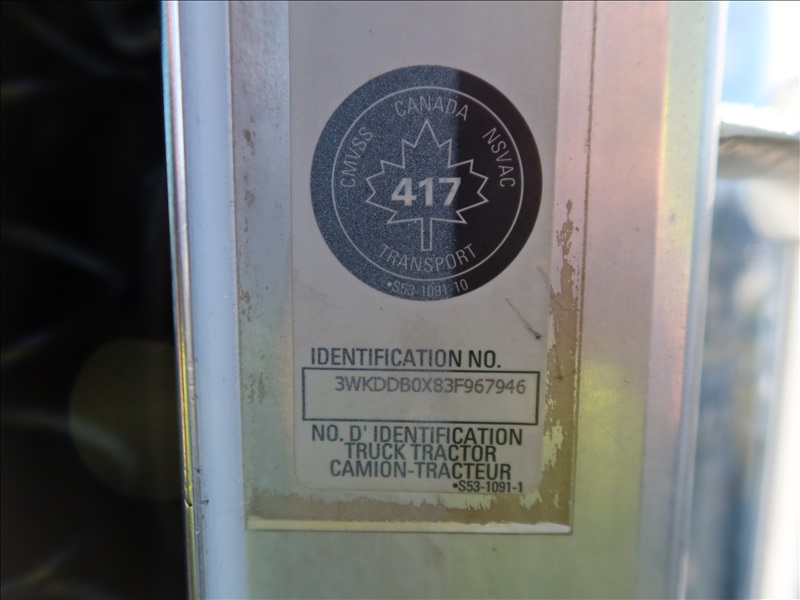 CANADA
CMVSS
NSVAC
417
TRANSPORT
•S53-1091-10
IDENTIFICATION NO.
3WKDDB0X83F967946
NO. D' IDENTIFICATION
TRUCK TRACTOR
CAMION-TRACTEUR
•S53-1091-1